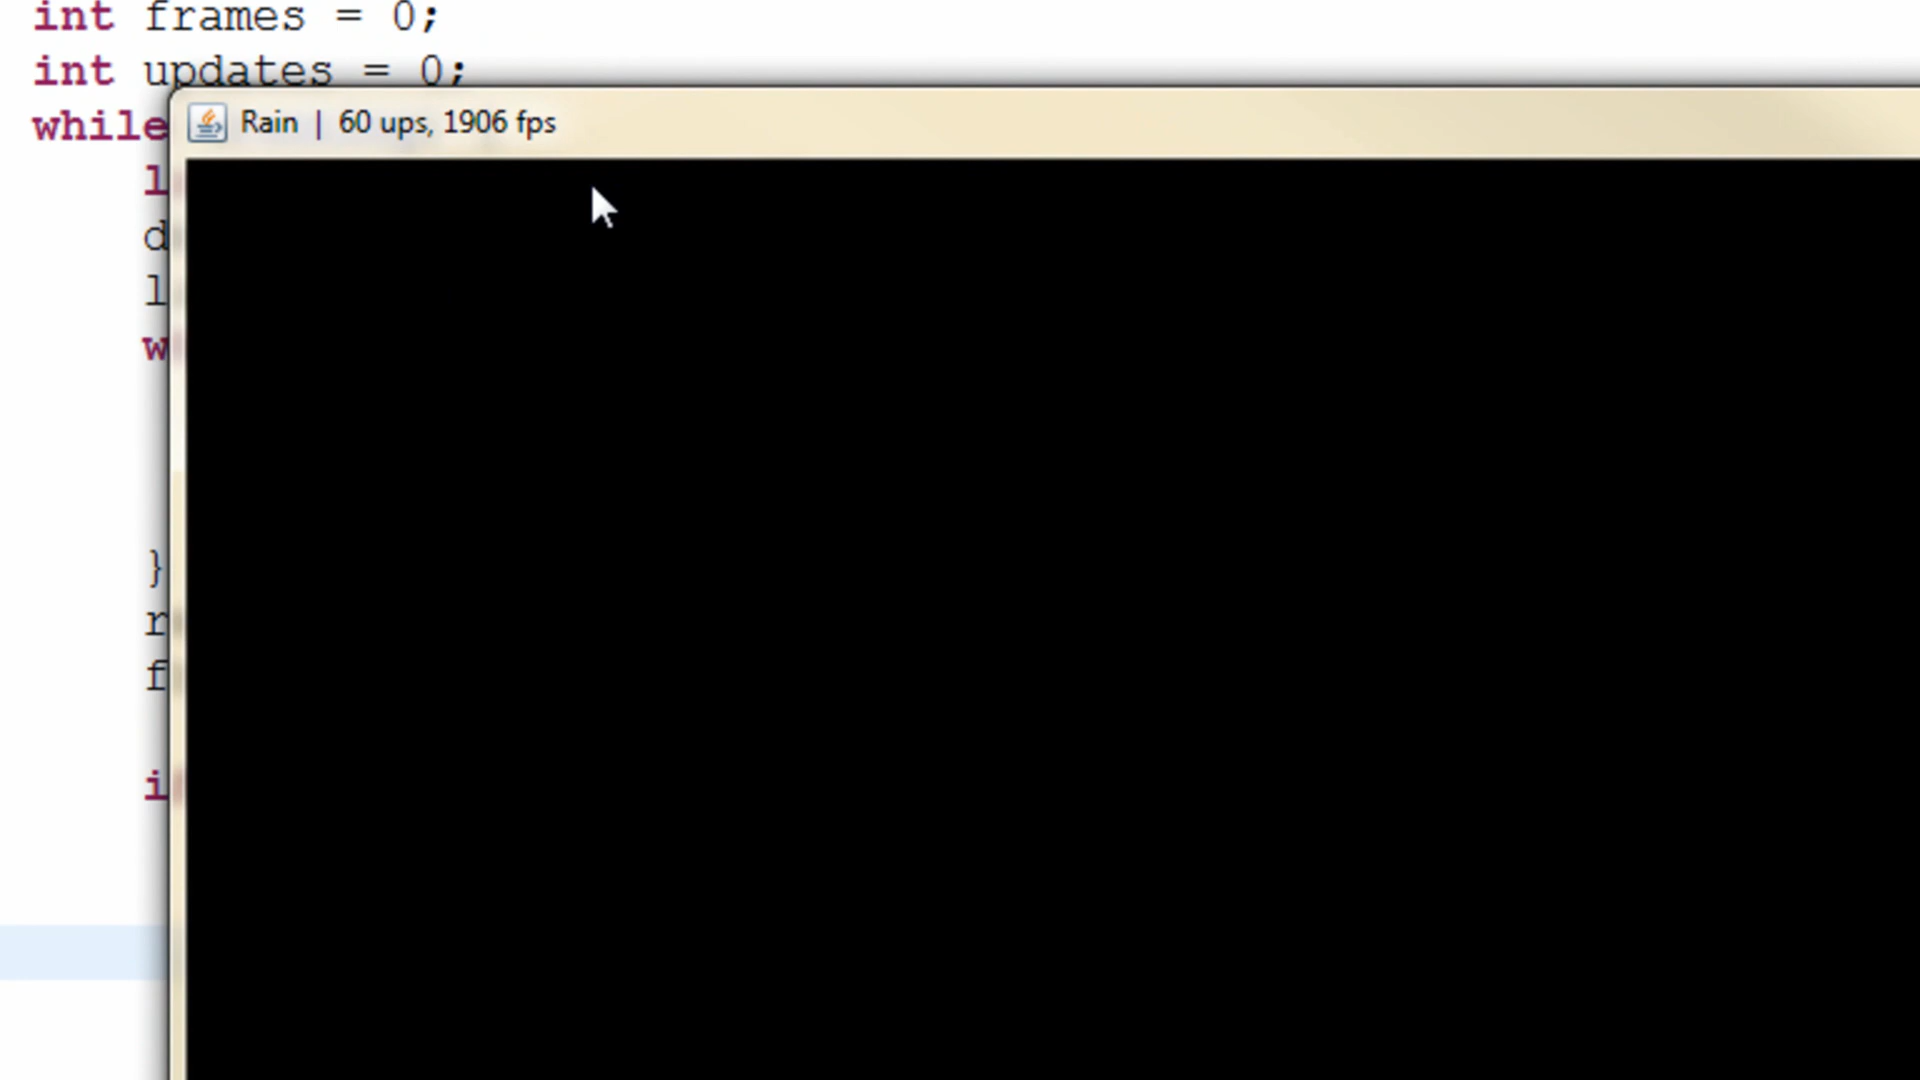 int frames = 0;
int updates = 0;
while
Rain | 60 ups, 1906 fps
l
d
l
w
}
r
f
i